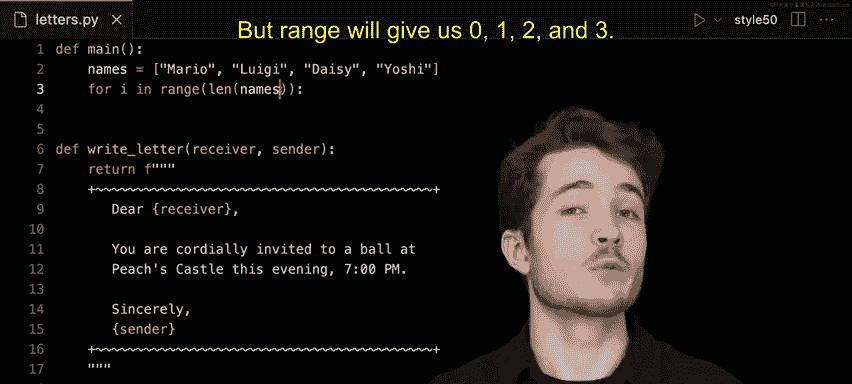 letters.py
style50
But range will give us 0, 1, 2, and 3.
1 def main():
2     names = ["Mario", "Luigi", "Daisy", "Yoshi"]
3     for i in range(len(names)):
4
5
6 def write_letter(receiver, sender):
7     return f"""
8     +~~~~~~~~~~~~~~~~~~~~~~~~~~~~~~~~~~~~~~~~~~+
9        Dear {receiver},
10
11        You are cordially invited to a ball at
12        Peach's Castle this evening, 7:00 PM.
13
14        Sincerely,
15        {sender}
16     +~~~~~~~~~~~~~~~~~~~~~~~~~~~~~~~~~~~~~~~~~~+
17     """